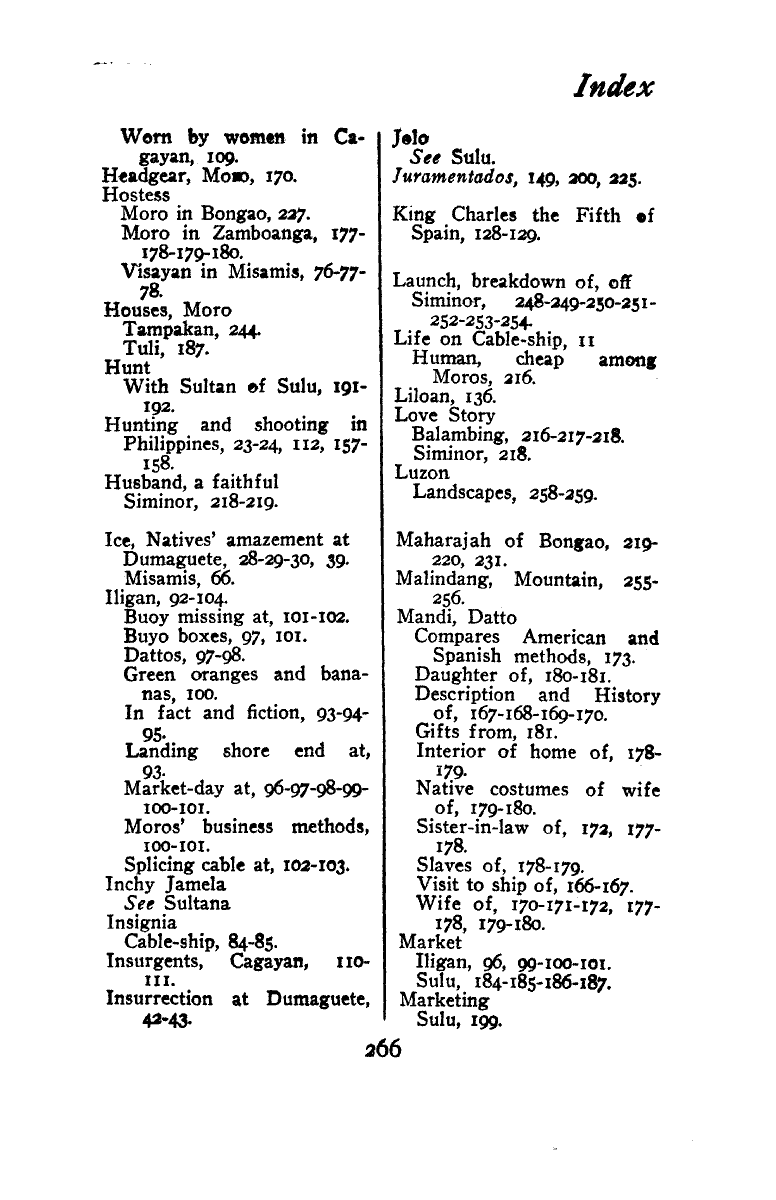 Index
Worn by women in Ca-
gayan, 109.
Headgear, Moro, 170.
Hostess
Moro in Bongao, 227.
Moro in Zamboanga, 177-
178-179-180.
Visayan in Misamis, 76-77-
78.
Houses, Moro
Tampakan, 244.
Tuli, 187.
Hunt
With Sultan of Sulu, 191-
192.
Hunting and shooting in
Philippines, 23-24, 112, 157-
158.
Husband, a faithful
Siminor, 218-219.
Ice, Natives' amazement at
Dumaguete, 28-29-30, 39.
Misamis, 66.
Iligan, 92-104.
Buoy missing at, 101-102.
Buyo boxes, 97, 101.
Dattos, 97-98.
Green oranges and bana-
nas, 100.
In fact and fiction, 93-94-
95.
Landing shore end at,
93.
Market-day at, 96-97-98-99-
100-101.
Moros' business methods,
100-101.
Splicing cable at, 102-103.
Inchy Jamela
See Sultana
Insignia
Cable-ship, 84-85.
Insurgents, Cagayan, 110-
111.
Insurrection at Dumaguete,
42-43.
Jolo
See Sulu.
Juramentados, 149, 200, 225.
King Charles the Fifth of
Spain, 128-129.
Launch, breakdown of, off
Siminor, 248-249-250-251-
252-253-254.
Life on Cable-ship, 11
Human, cheap among
Moros, 216.
Liloan, 136.
Love Story
Balambing, 216-217-218.
Siminor, 218.
Luzon
Landscapes, 258-259.
Maharajah of Bongao, 219-
220, 231.
Malindang, Mountain, 255-
256.
Mandi, Datto
Compares American and
Spanish methods, 173.
Daughter of, 180-181.
Description and History
of, 167-168-169-170.
Gifts from, 181.
Interior of home of, 178-
179.
Native costumes of wife
of, 179-180.
Sister-in-law of, 172, 177-
178.
Slaves of, 178-179.
Visit to ship of, 166-167.
Wife of, 170-171-172, 177-
178, 179-180.
Market
Iligan, 96, 99-100-101.
Sulu, 184-185-186-187.
Marketing
Sulu, 199.
266